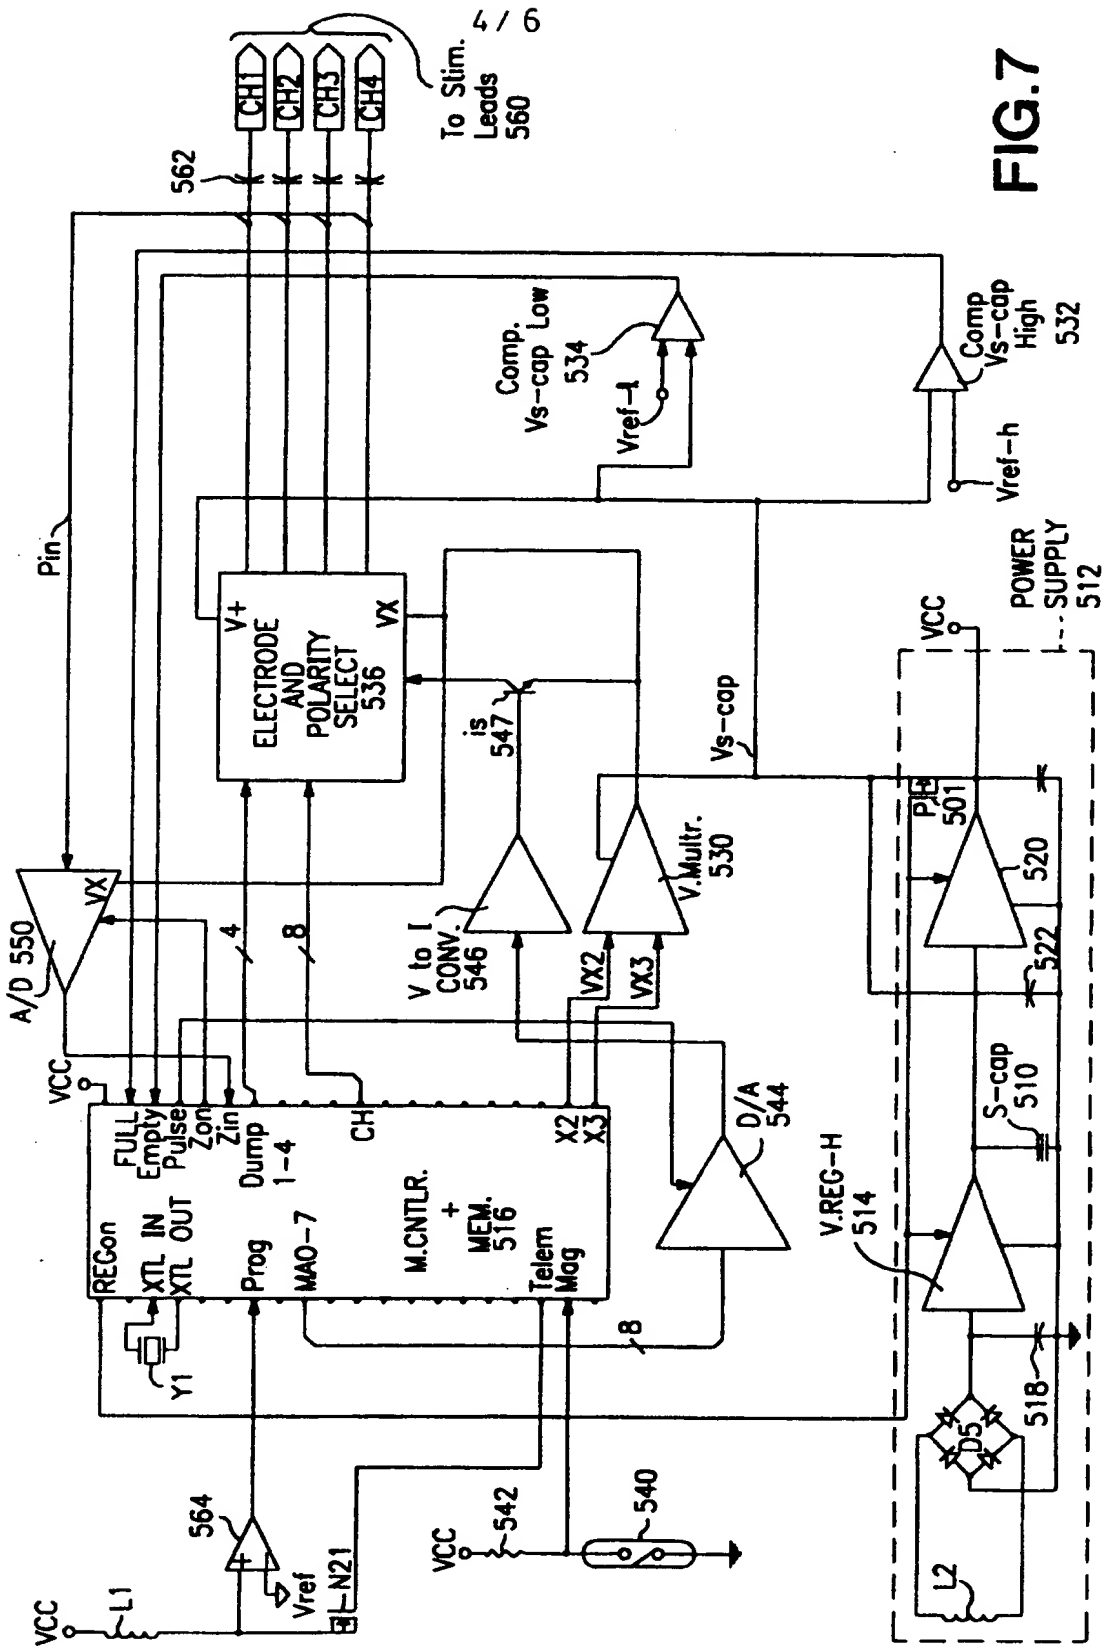 4 / 6
VCC
L1
564
Vref
N21
VCC
542
540
Y1
REGon
XTL IN
XTL OUT
Prog
MAO-7
M.CNTLR.
+
MEM.
516
Telem
Mag
VCC
FULL
Empty
Pulse
Zon
Zin
Dump
1-4
CH
X2
X3
A/D 550
VX
Pin
4
8
8
V to I
CONV.
546
VX2
VX3
V.Multr.
530
D/A
544
is
547
V+
ELECTRODE
AND
POLARITY
SELECT
536
VX
562
CH1
CH2
CH3
CH4
To Stim.
Leads
560
Comp.
Vs-cap Low
534
Vref-l
Comp
Vs-cap
High
532
Vref-h
Vs-cap
L2
D5
518
V.REG-H
514
S-cap
510
522
520
P
501
VCC
POWER
SUPPLY
512
FIG.7